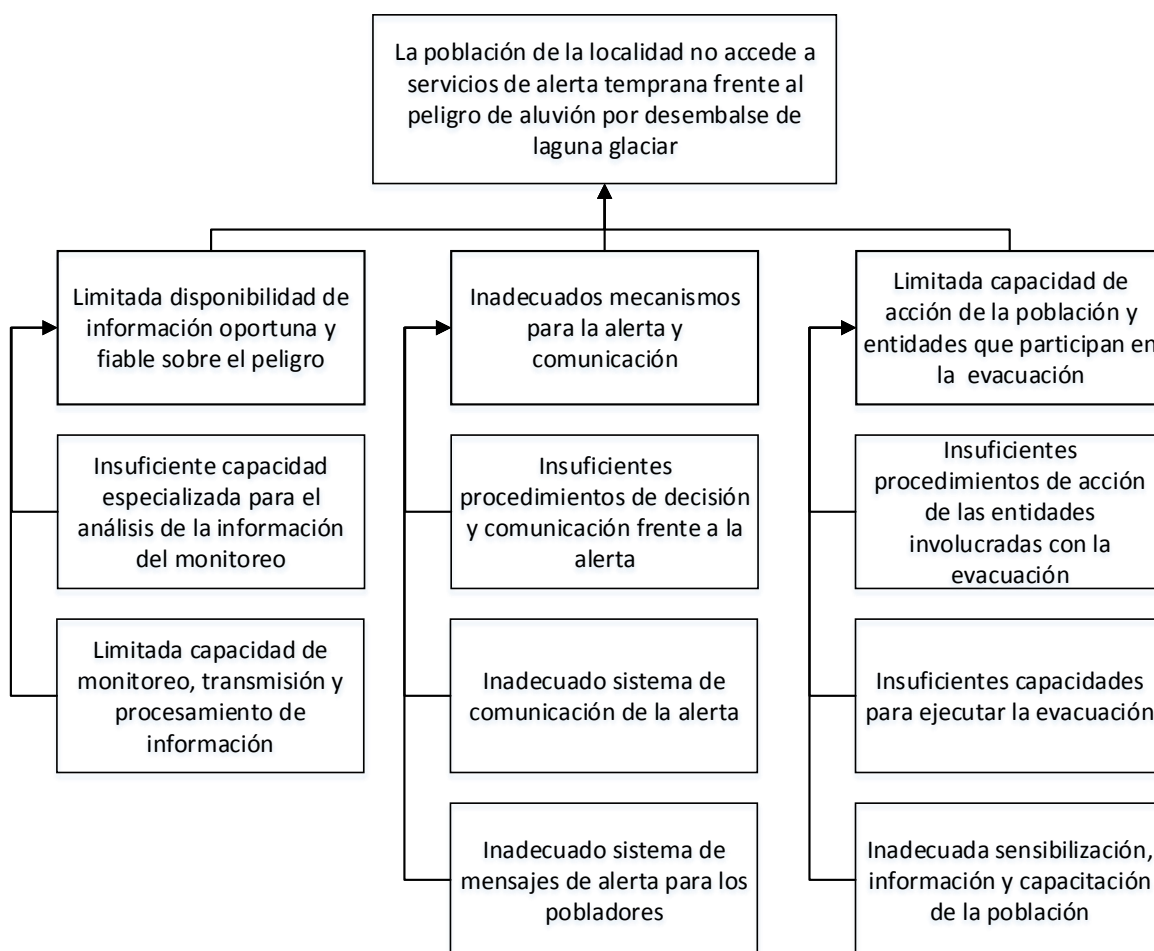 La población de la localidad no accede a
servicios de alerta temprana frente al
peligro de aluvión por desembalse de
laguna glaciar
Limitada disponibilidad de
información oportuna y
fiable sobre el peligro
Inadecuados mecanismos
para la alerta y
comunicación
Limitada capacidad de
acción de la población y
entidades que participan en
la evacuación
Insuficiente capacidad
especializada para el
análisis de la información
del monitoreo
Insuficientes
procedimientos de decisión
y comunicación frente a la
alerta
Insuficientes
procedimientos de acción
de las entidades
involucradas con la
evacuación
Limitada capacidad de
monitoreo, transmisión y
procesamiento de
información
Inadecuado sistema de
comunicación de la alerta
Insuficientes capacidades
para ejecutar la evacuación
Inadecuado sistema de
mensajes de alerta para los
pobladores
Inadecuada sensibilización,
información y capacitación
de la población